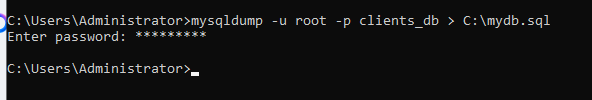 C:\Users\Administrator>mysqldump -u root -p clients_db > C:\mydb.sql
Enter password: *********
C:\Users\Administrator>